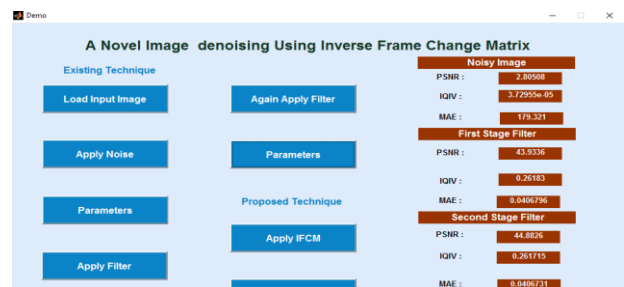 Demo
A Novel Image denoising Using Inverse Frame Change Matrix
Existing Technique
Load Input Image
Apply Noise
Parameters
Apply Filter
Again Apply Filter
Parameters
Proposed Technique
Apply IFCM
Noisy Image
PSNR : 2.80508
IQIV : 3.72955e-05
MAE : 179.321
First Stage Filter
PSNR : 43.9336
IQIV : 0.26183
MAE : 0.0406796
Second Stage Filter
PSNR : 44.8826
IQIV : 0.261715
MAE : 0.0406731